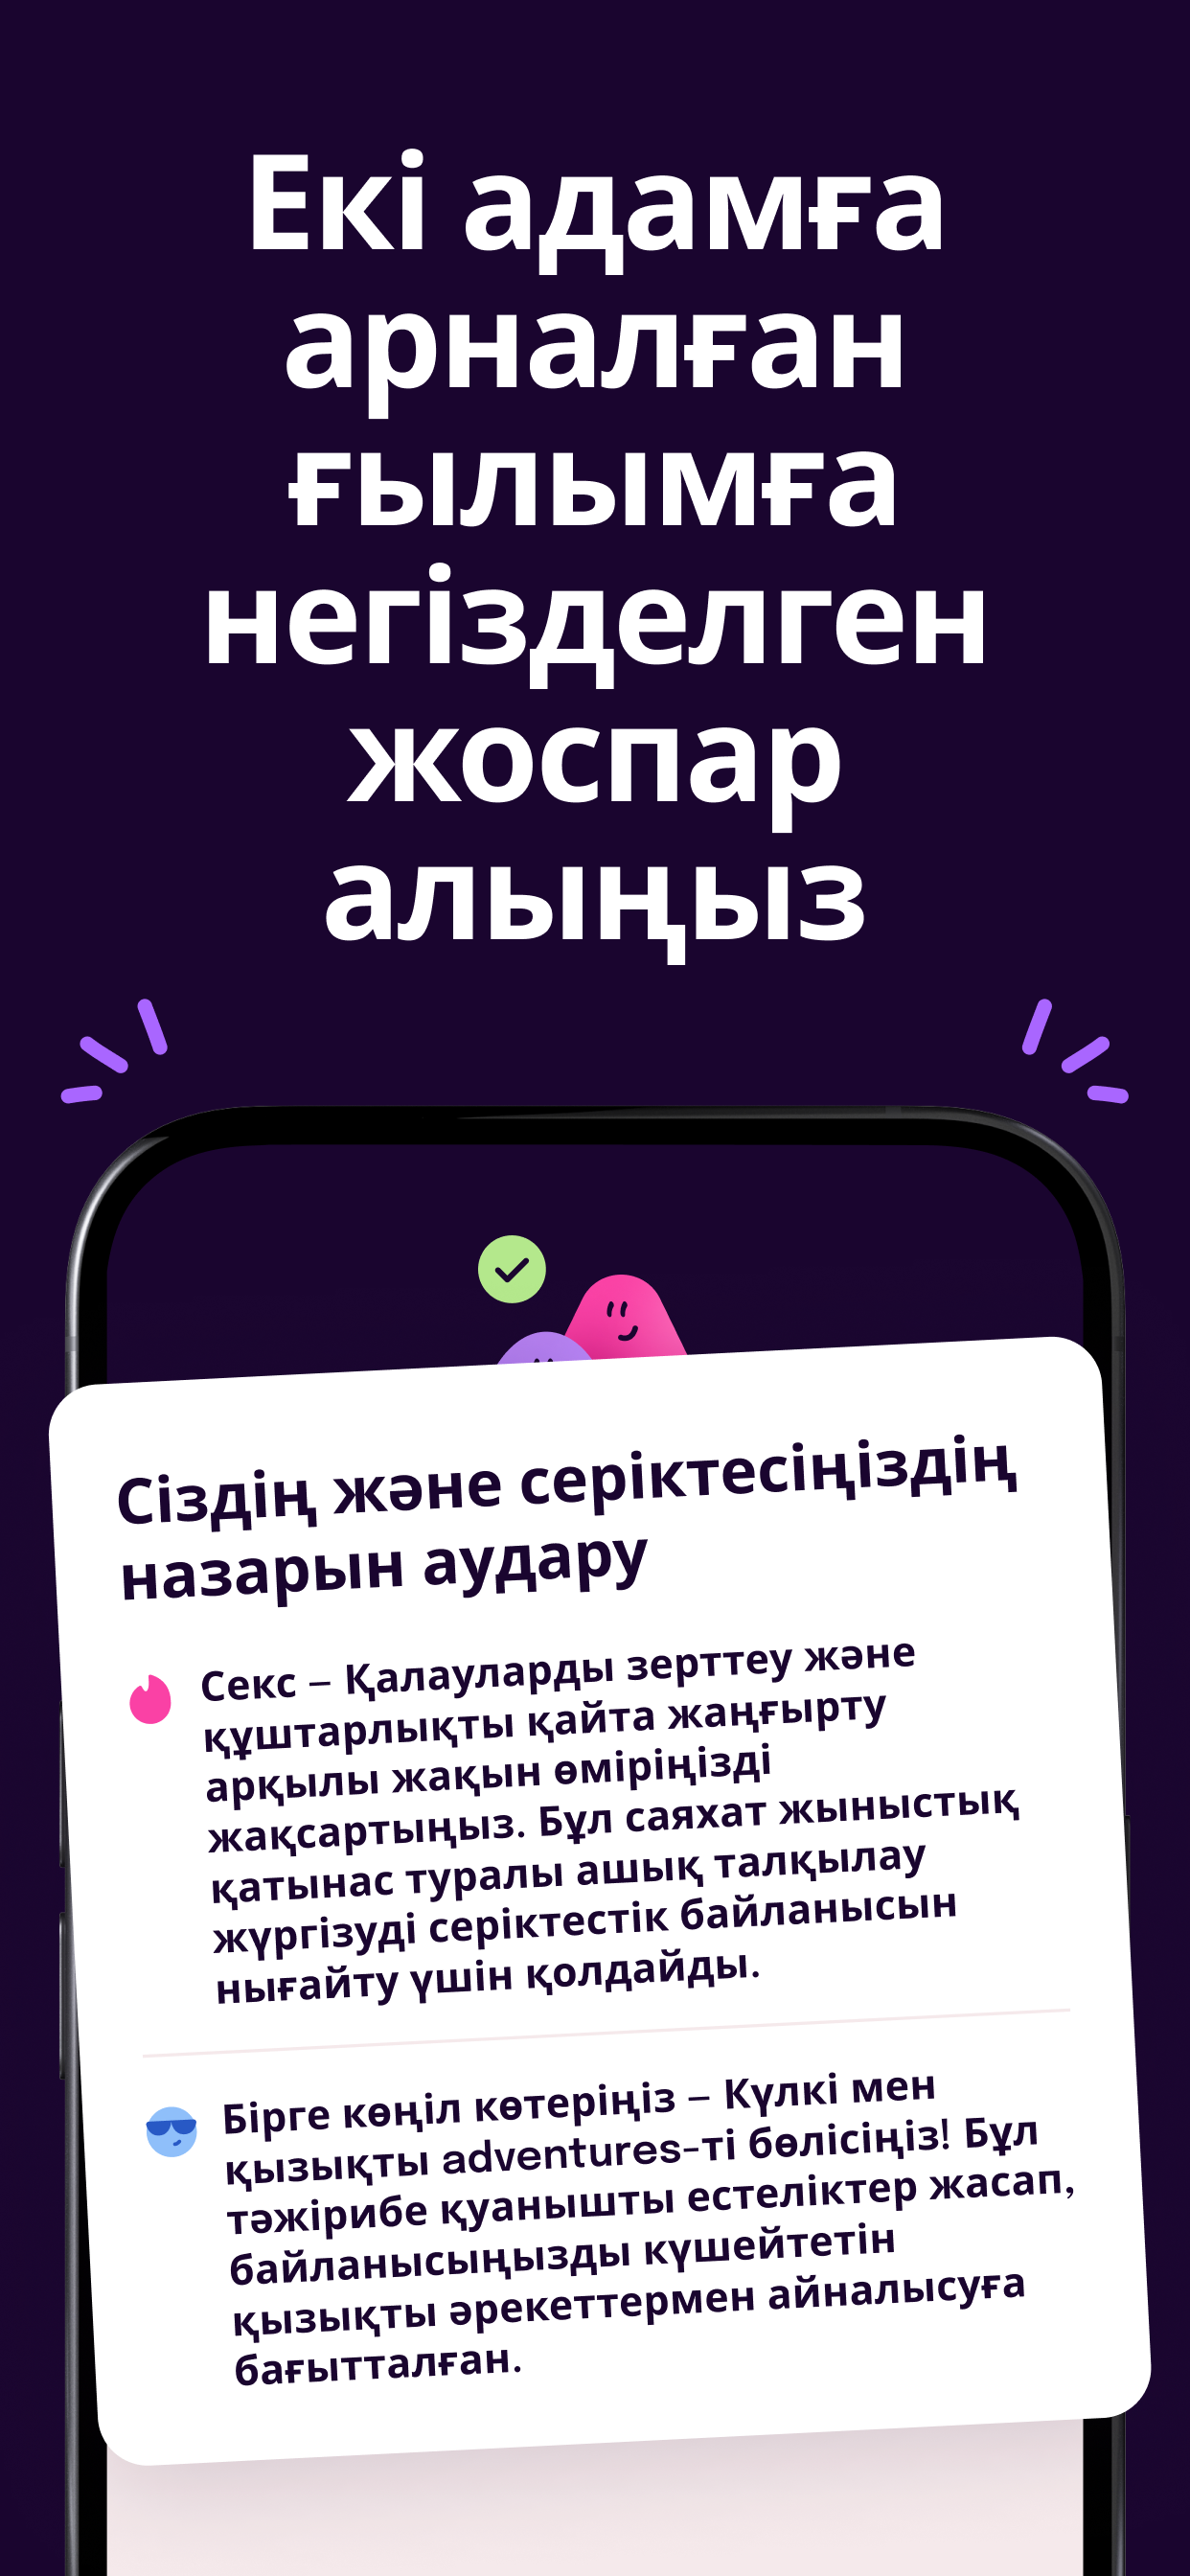 Екі адамға
арналған
ғылымға
негізделген
жоспар
алыңыз
Сіздің және серіктесіңіздің
назарын аудару
Секс – Қалауларды зерттеу және
құштарлықты қайта жаңғырту
арқылы жақын өміріңізді
жақсартыңыз. Бұл саяхат жыныстық
қатынас туралы ашық талқылау
жүргізуді серіктестік байланысын
нығайту үшін қолдайды.
Бірге көңіл көтеріңіз – Күлкі мен
қызықты adventures-ті бөлісіңіз! Бұл
тәжірибе қуанышты естеліктер жасап,
байланысыңызды күшейтетін
қызықты әрекеттермен айналысуға
бағытталған.